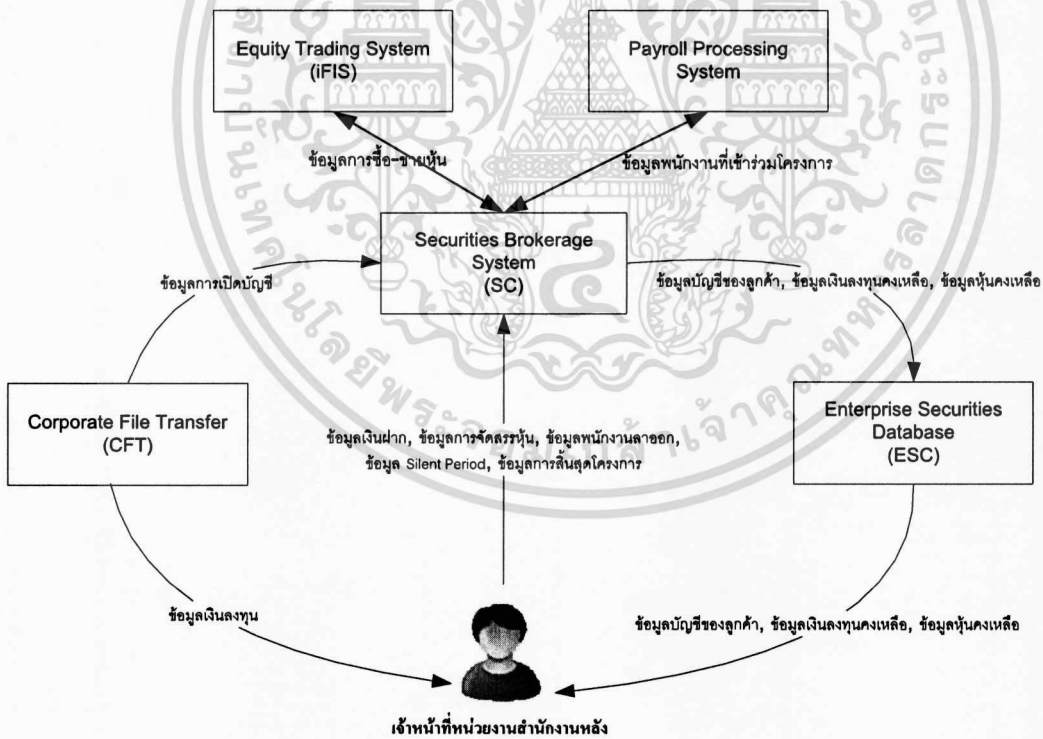 Equity Trading System
(iFIS)
Payroll Processing
System
ข้อมูลการซื้อ-ขายหุ้น
ข้อมูลพนักงานที่เข้าร่วมโครงการ
Securities Brokerage
System
(SC)
ข้อมูลการเปิดบัญชี
ข้อมูลบัญชีของลูกค้า, ข้อมูลเงินลงทุนคงเหลือ, ข้อมูลหุ้นคงเหลือ
Corporate File Transfer
(CFT)
Enterprise Securities
Database
(ESC)
ข้อมูลเงินฝาก, ข้อมูลการจัดสรรหุ้น, ข้อมูลพนักงานลาออก,
ข้อมูล Silent Period, ข้อมูลการสิ้นสุดโครงการ
ข้อมูลเงินลงทุน
ข้อมูลบัญชีของลูกค้า, ข้อมูลเงินลงทุนคงเหลือ, ข้อมูลหุ้นคงเหลือ
เจ้าหน้าที่หน่วยงานสำนักงานหลัง